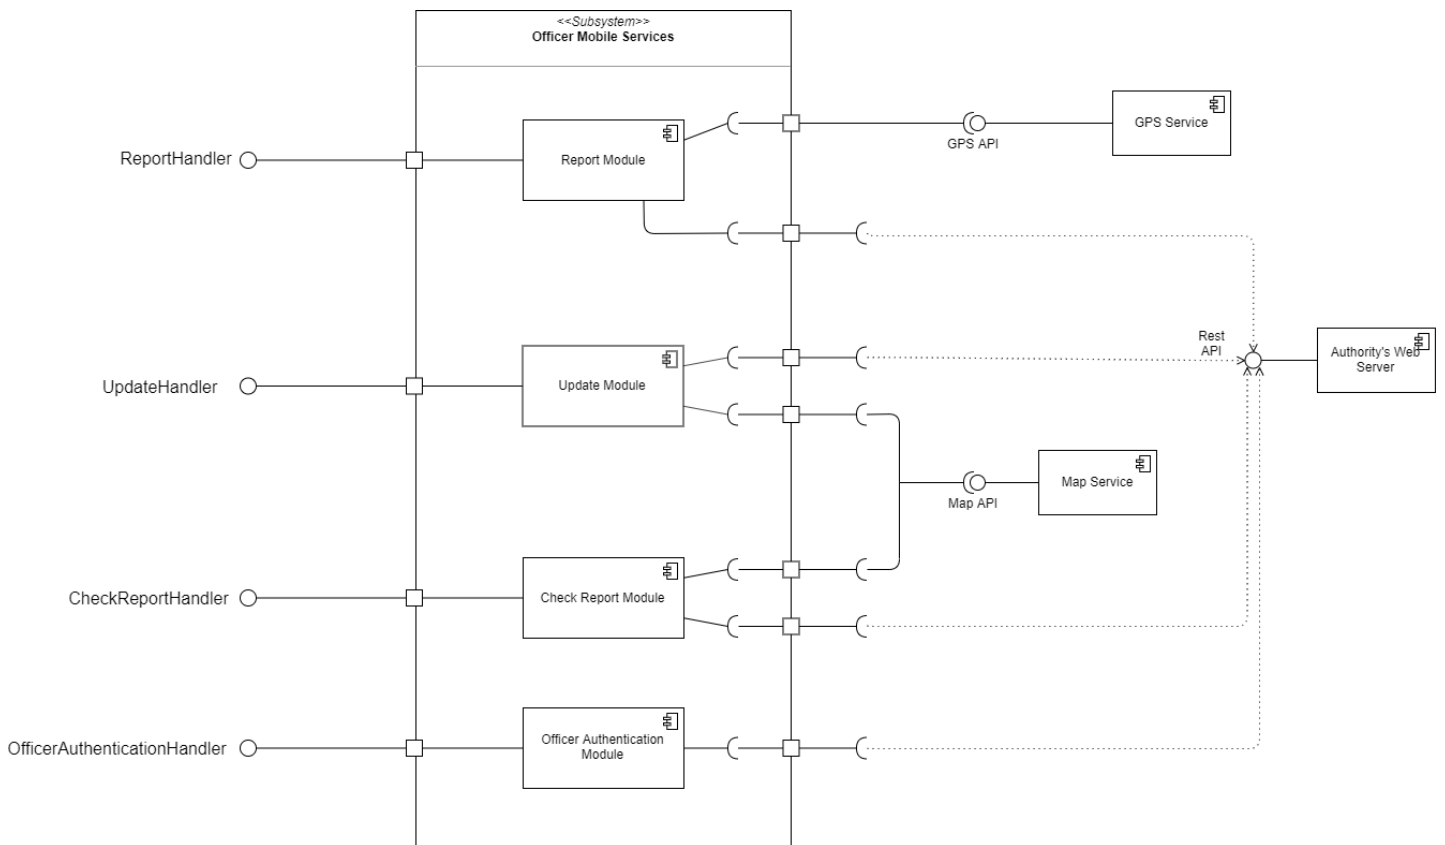 <<Subsystem>>
Officer Mobile Services
GPS Service
GPS API
ReportHandler
Report Module
Rest
API
Authority's Web
Server
UpdateHandler
Update Module
Map Service
Map API
CheckReportHandler
Check Report Module
OfficerAuthenticationHandler
Officer Authentication
Module